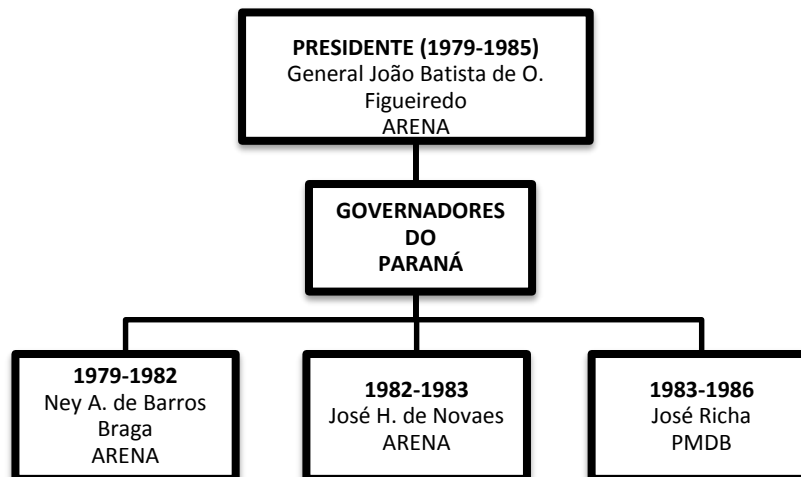 PRESIDENTE (1979-1985)
General João Batista de O.
Figueiredo
ARENA
GOVERNADORES
DO
PARANÁ
1979-1982
Ney A. de Barros
Braga
ARENA
1982-1983
José H. de Novaes
ARENA
1983-1986
José Richa
PMDB